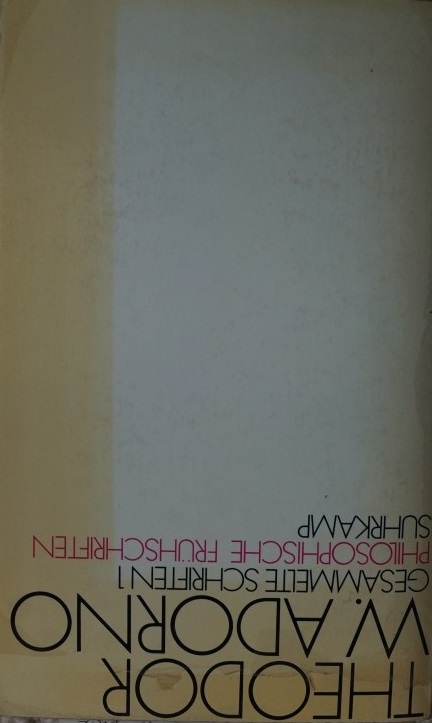 THEODOR
W. ADORNO
GESAMMELTE SCHRIFTEN 1
PHILOSOPHISCHE FRÜHSCHRIFTEN
SUHRKAMP